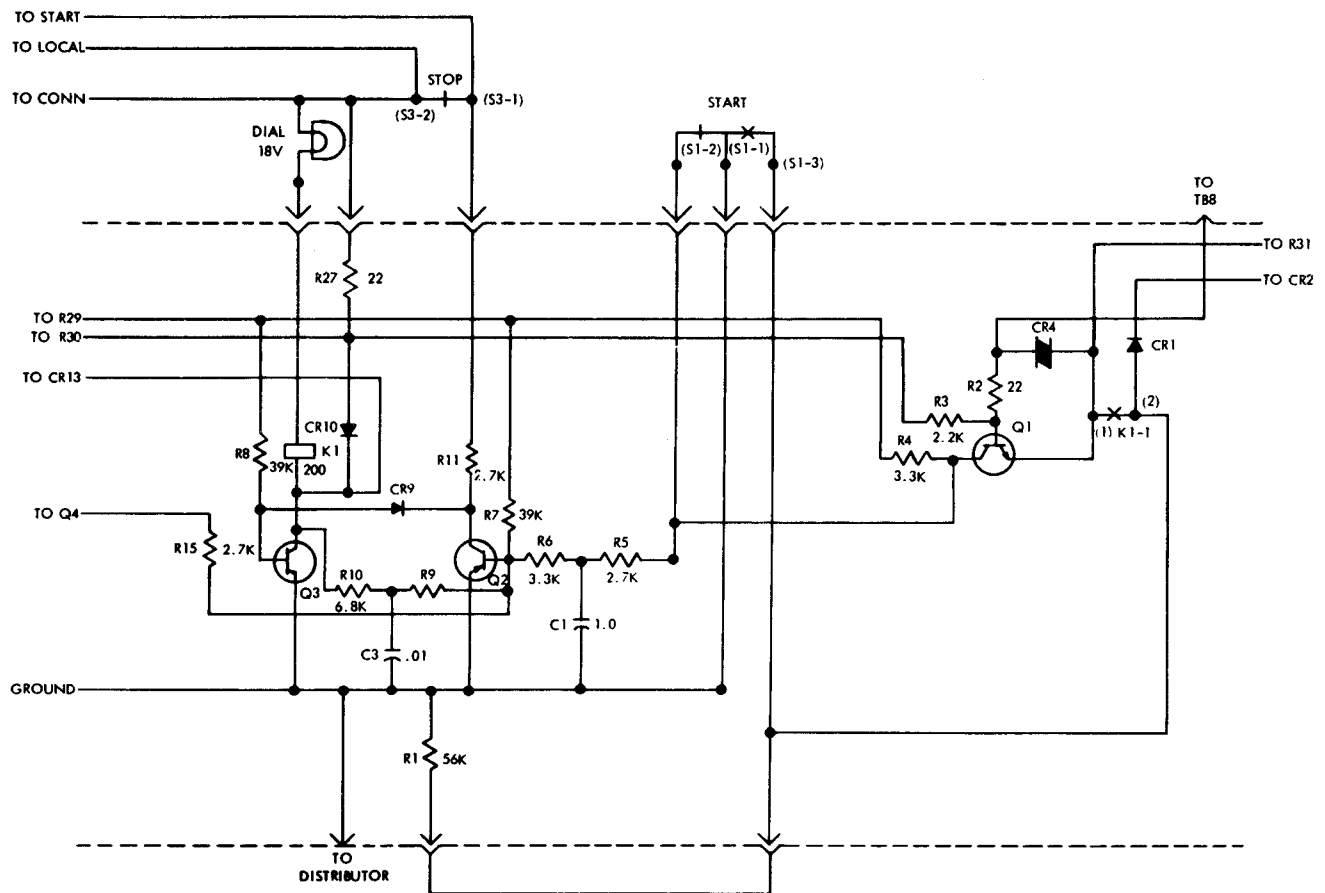 TO START
TO LOCAL
STOP
TO CONN
(S3-2)
(S3-1)
START
DIAL
18V
(S1-2)
(S1-1)
(S1-3)
TO
TB8
TO R31
R27
22
TO CR2
TO R29
TO R30
CR4
CR1
TO CR13
R2
22
R3
2.2K
(2)
(1) K1-1
Q1
CR10
K1
200
R8
39K
R11
2.7K
R4
3.3K
CR9
R7
39K
TO Q4
R15
2.7K
R6
3.3K
R5
2.7K
Q3
R10
6.8K
R9
Q2
C1
1.0
C3
.01
GROUND
R1
56K
TO
DISTRIBUTOR